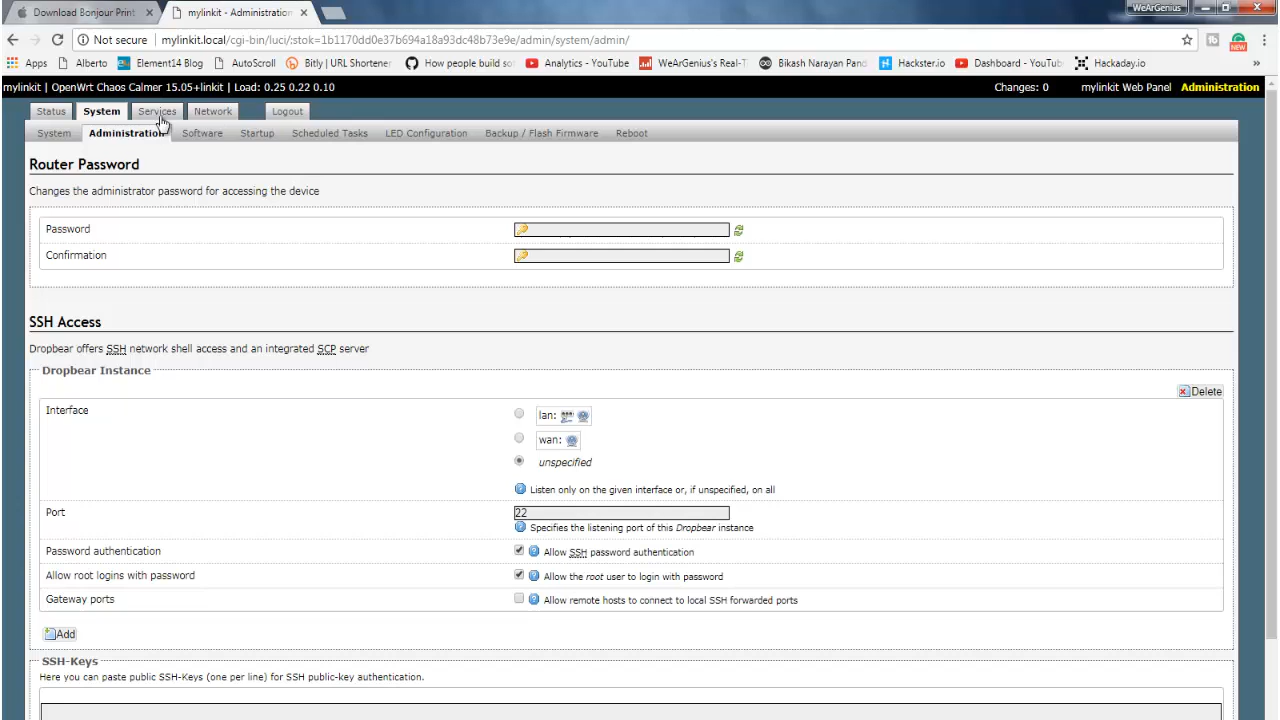 Download Bonjour Print
mylinkit - Administratio
WeArGenius
Not secure mylinkit.local/cgi-bin/luci/;stok=1b1170dd0e37b694a18a93dc48b73e9e/admin/system/admin/
NEW
Apps Alberto Element14 Blog AutoScroll Bitly | URL Shortene How people build so Analytics - YouTube WeArGenius's Real-T Bikash Narayan Pand Hackster.io Dashboard - YouTub Hackaday.io »
mylinkit | OpenWrt Chaos Calmer 15.05+linkit | Load: 0.25 0.22 0.10 Changes: 0 mylinkit Web Panel Administration
Status System Services Network Logout
System Administration Software Startup Scheduled Tasks LED Configuration Backup / Flash Firmware Reboot
Router Password
Changes the administrator password for accessing the device
Password
Confirmation
SSH Access
Dropbear offers SSH network shell access and an integrated SCP server
Dropbear Instance
Delete
Interface lan:
wan:
unspecified
Listen only on the given interface or, if unspecified, on all
Port 22
Specifies the listening port of this Dropbear instance
Password authentication Allow SSH password authentication
Allow root logins with password Allow the root user to login with password
Gateway ports Allow remote hosts to connect to local SSH forwarded ports
Add
SSH-Keys
Here you can paste public SSH-Keys (one per line) for SSH public-key authentication.